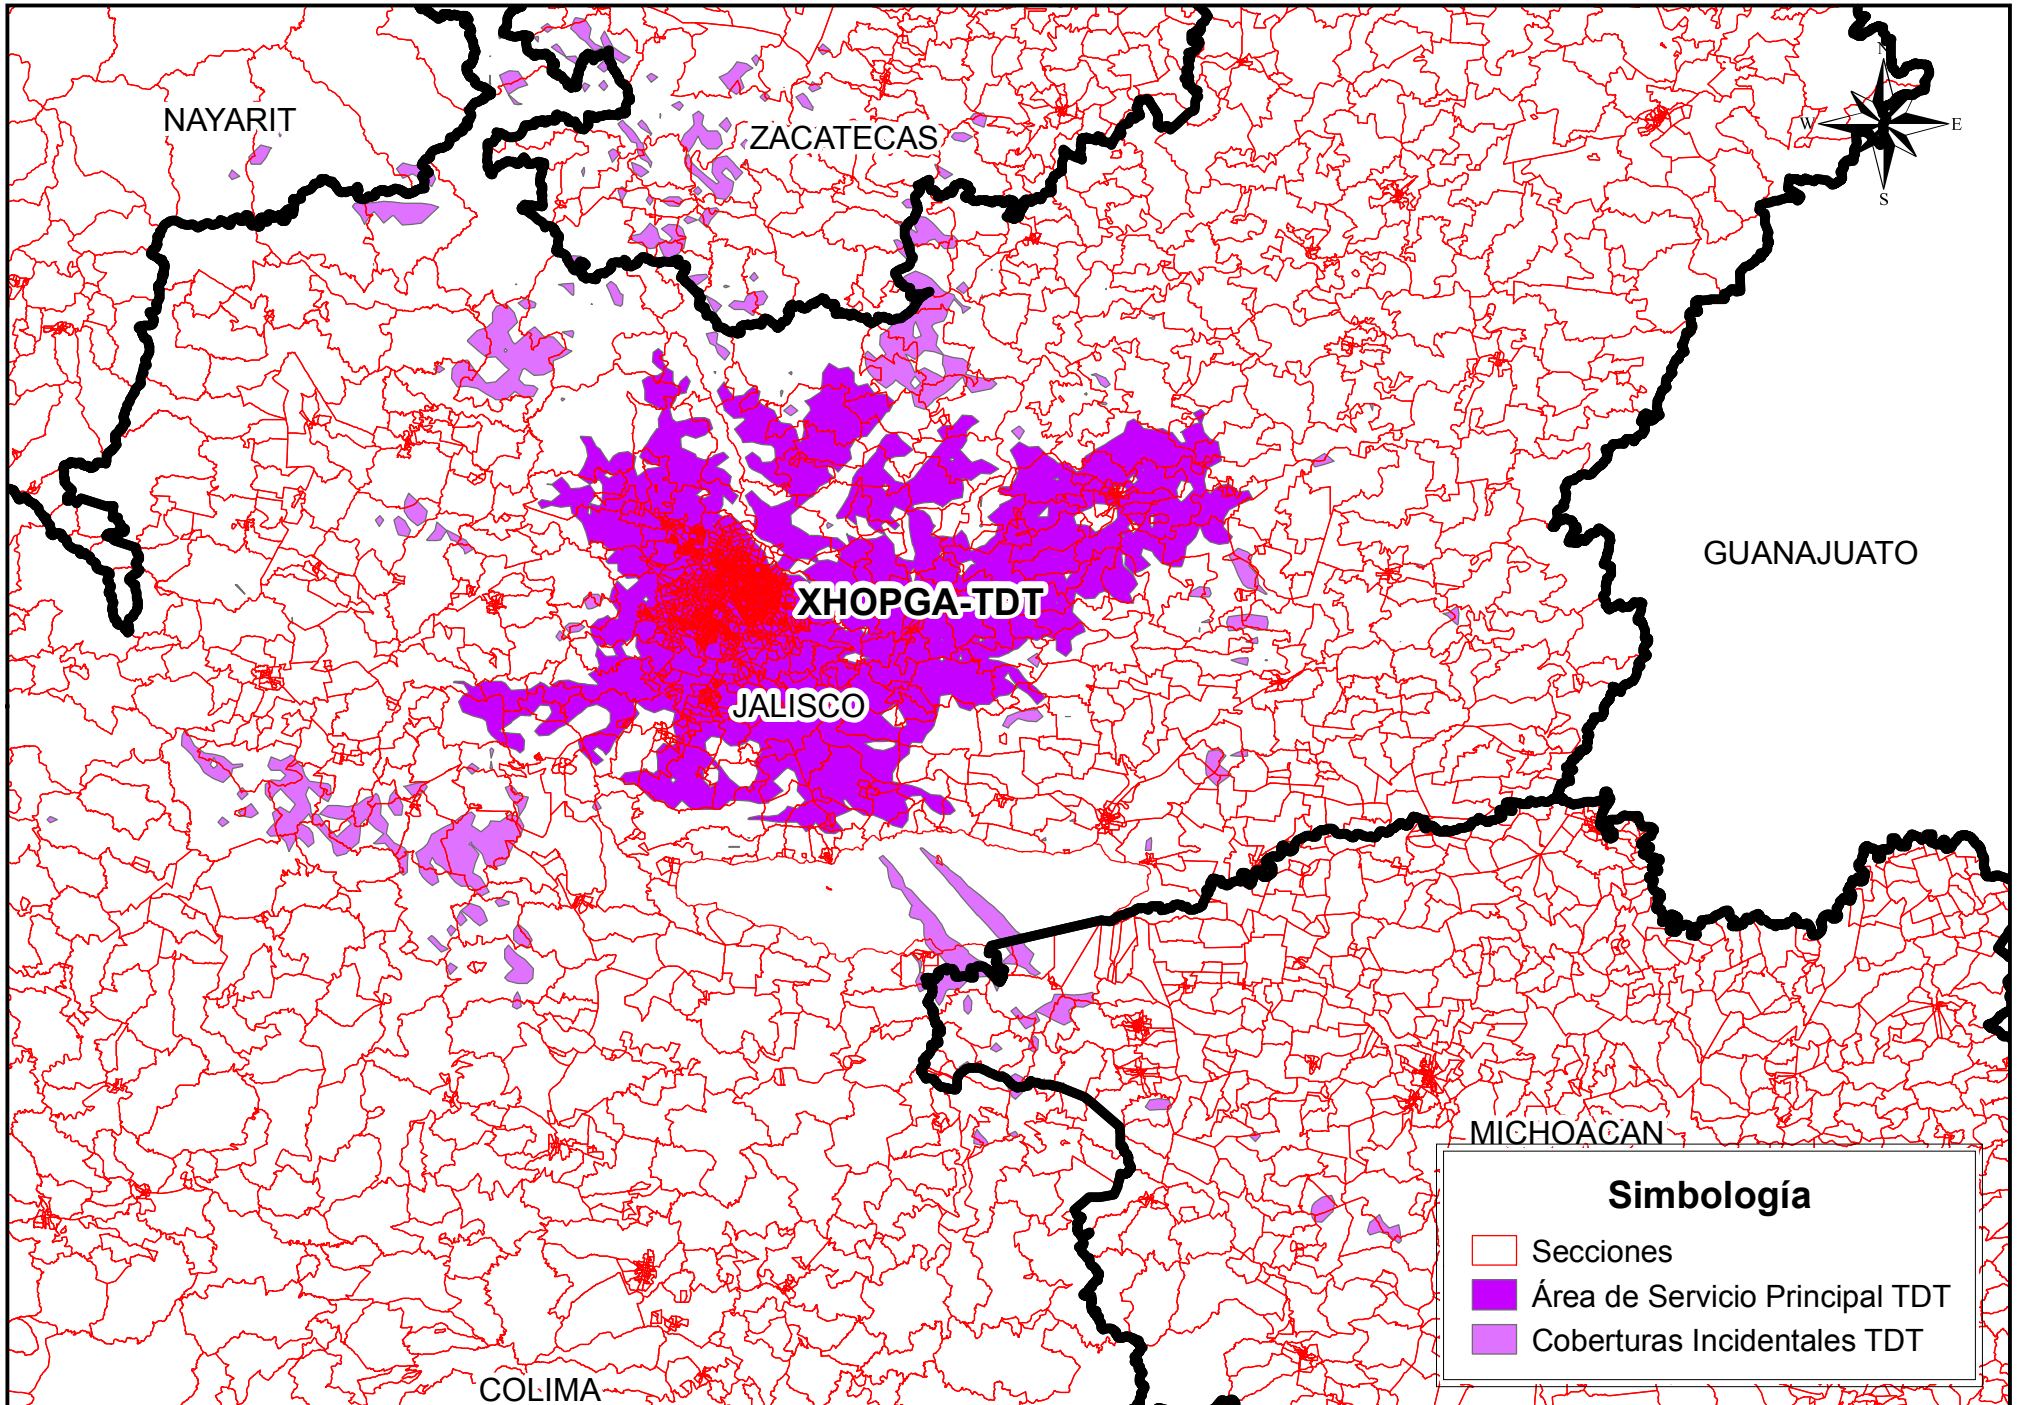 N
W
E
S
NAYARIT
ZACATECAS
GUANAJUATO
XHOPGA-TDT
JALISCO
MICHOACAN
COLIMA
Simbología
Secciones
Área de Servicio Principal TDT
Coberturas Incidentales TDT